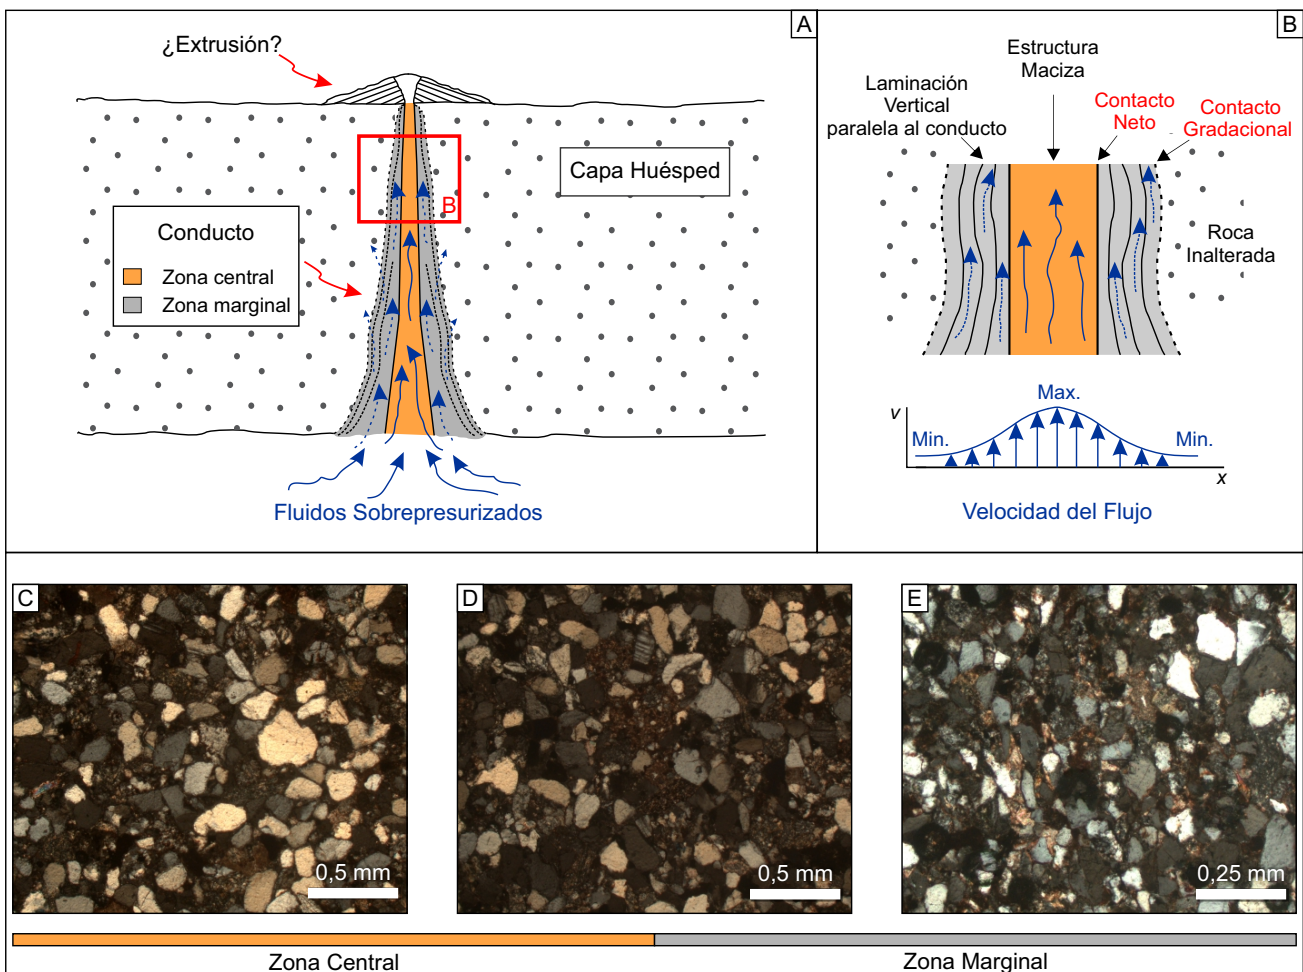 A
¿Extrusión?
Capa Huésped
B
Conducto
Zona central
Zona marginal
Fluidos Sobrepresurizados
B
Estructura
Maciza
Laminación
Vertical
paralela al conducto
Contacto
Neto
Contacto
Gradacional
Roca
Inalterada
v
Max.
Min.
Min.
x
Velocidad del Flujo
C
0,5 mm
D
0,5 mm
E
0,25 mm
Zona Central
Zona Marginal